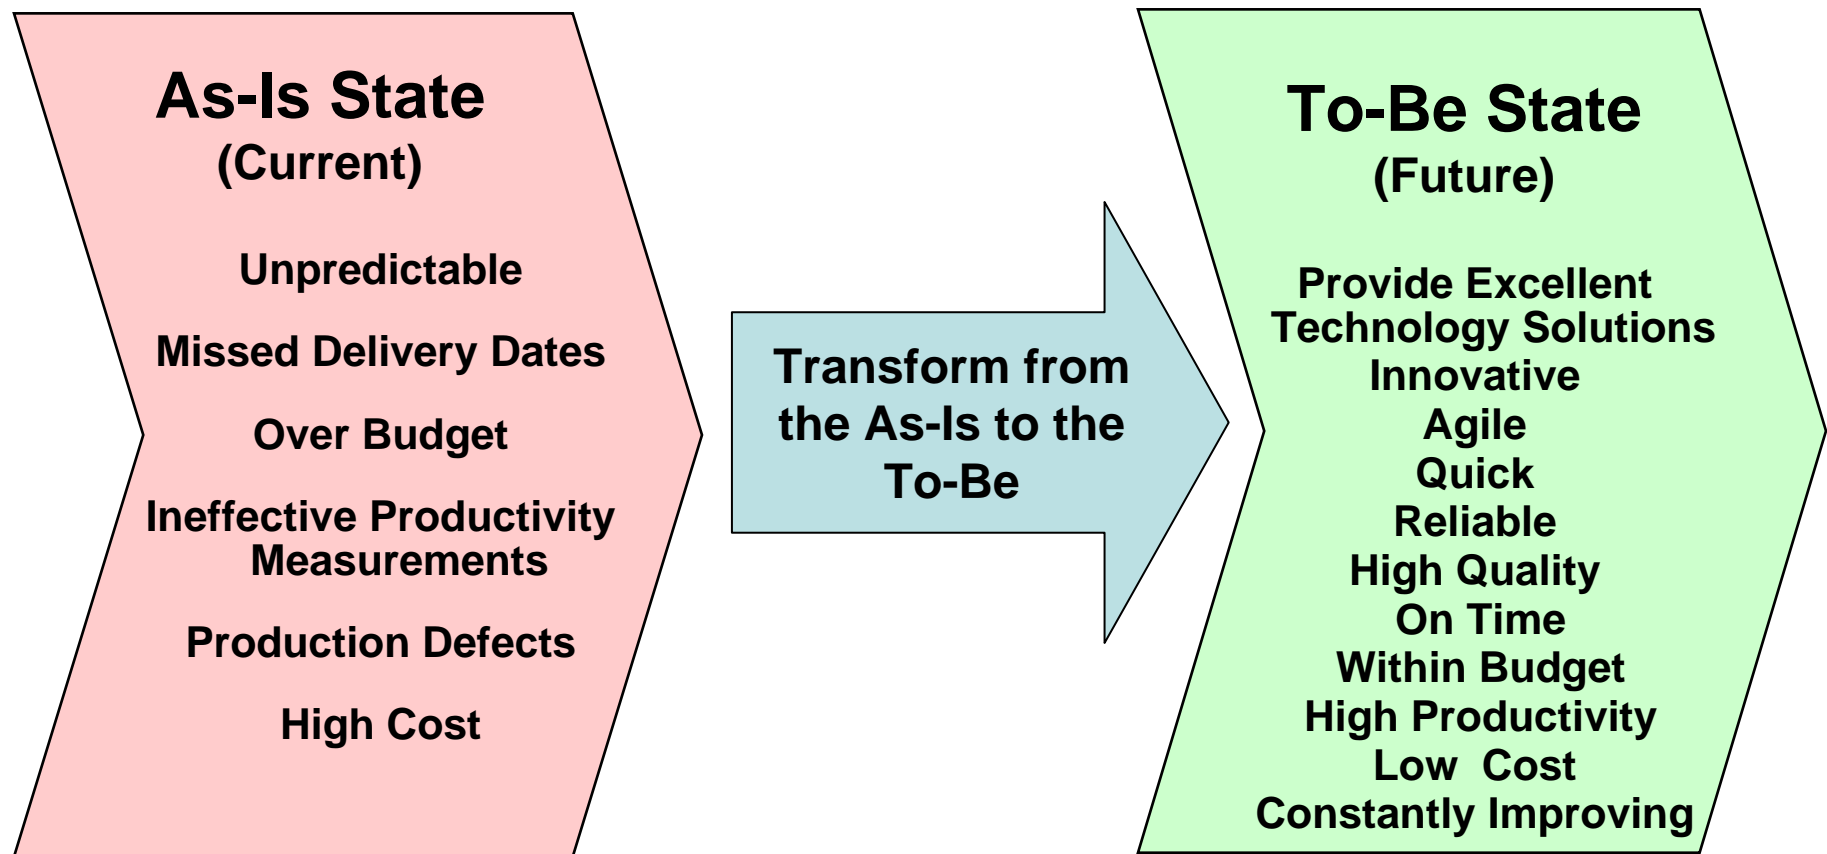 As-Is State
(Current)
Unpredictable
Missed Delivery Dates
Over Budget
Ineffective Productivity
Measurements
Production Defects
High Cost
Transform from
the As-Is to the
To-Be
To-Be State
(Future)
Provide Excellent
Technology Solutions
Innovative
Agile
Quick
Reliable
High Quality
On Time
Within Budget
High Productivity
Low  Cost
Constantly Improving